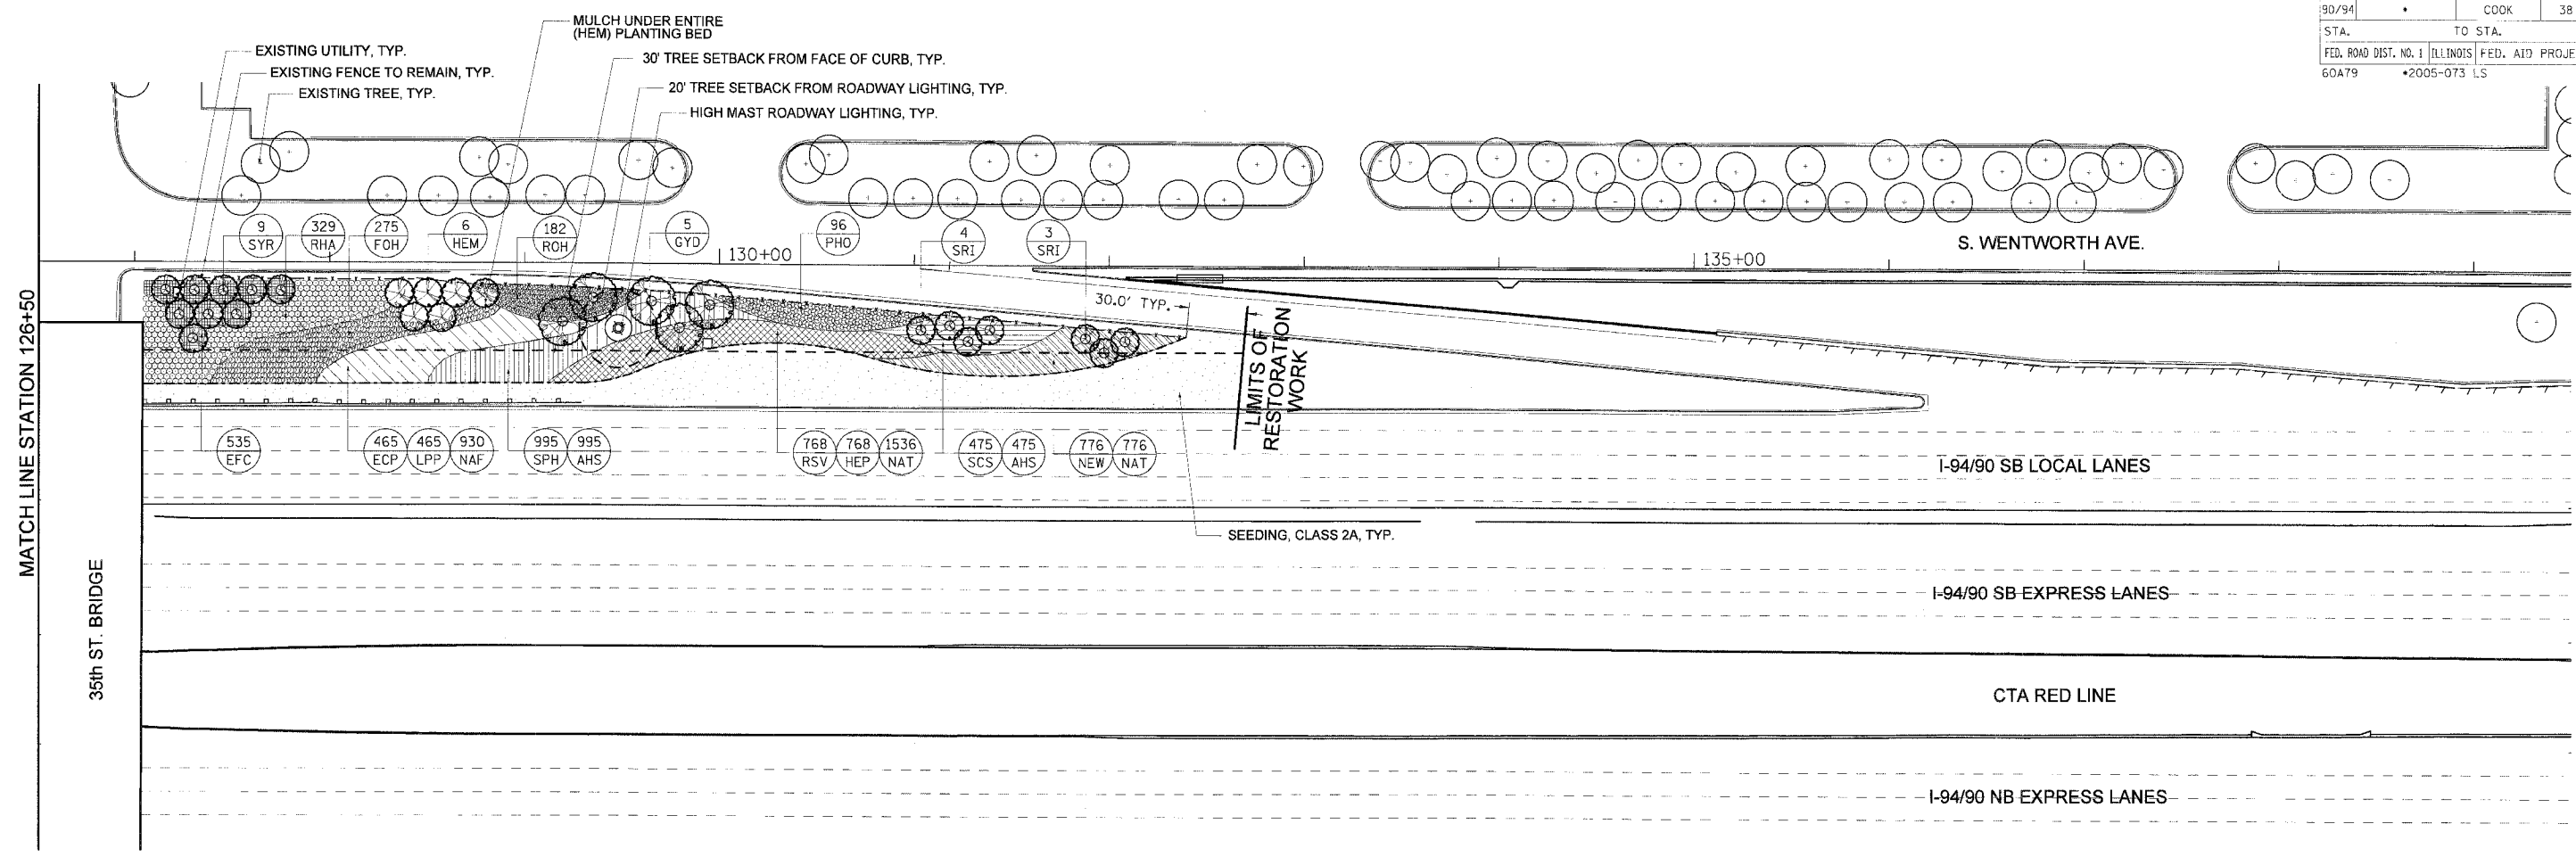 90/94 • COOK 38
STA. TO STA.
FED. ROAD DIST. NO. 1 ILLINOIS FED. AID PROJE
60A79 •2005-073 LS
MULCH UNDER ENTIRE
(HEM) PLANTING BED
EXISTING UTILITY, TYP.
30' TREE SETBACK FROM FACE OF CURB, TYP.
EXISTING FENCE TO REMAIN, TYP.
20' TREE SETBACK FROM ROADWAY LIGHTING, TYP.
EXISTING TREE, TYP.
HIGH MAST ROADWAY LIGHTING, TYP.
9 SYR
329 RHA
275 FOH
6 HEM
182 ROH
5 GYD
96 PHO
4 SRI
3 SRI
S. WENTWORTH AVE.
130+00
135+00
30.0' TYP.
LIMITS OF
RESTORATION
WORK
MATCH LINE STATION 126+50
535 EFC
465 ECP
465 LPP
930 NAF
995 SPH
995 AHS
768 RSV
768 HEP
1536 NAT
475 SCS
475 AHS
776 NEW
776 NAT
I-94/90 SB LOCAL LANES
SEEDING, CLASS 2A, TYP.
35th ST. BRIDGE
I-94/90 SB EXPRESS LANES
CTA RED LINE
I-94/90 NB EXPRESS LANES